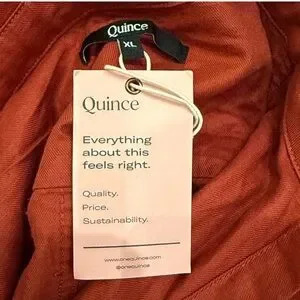 Quince
XL
Quince
Everything
about this
feels right.
Quality.
Price.
Sustainability.
www.onequince.com
@onequince